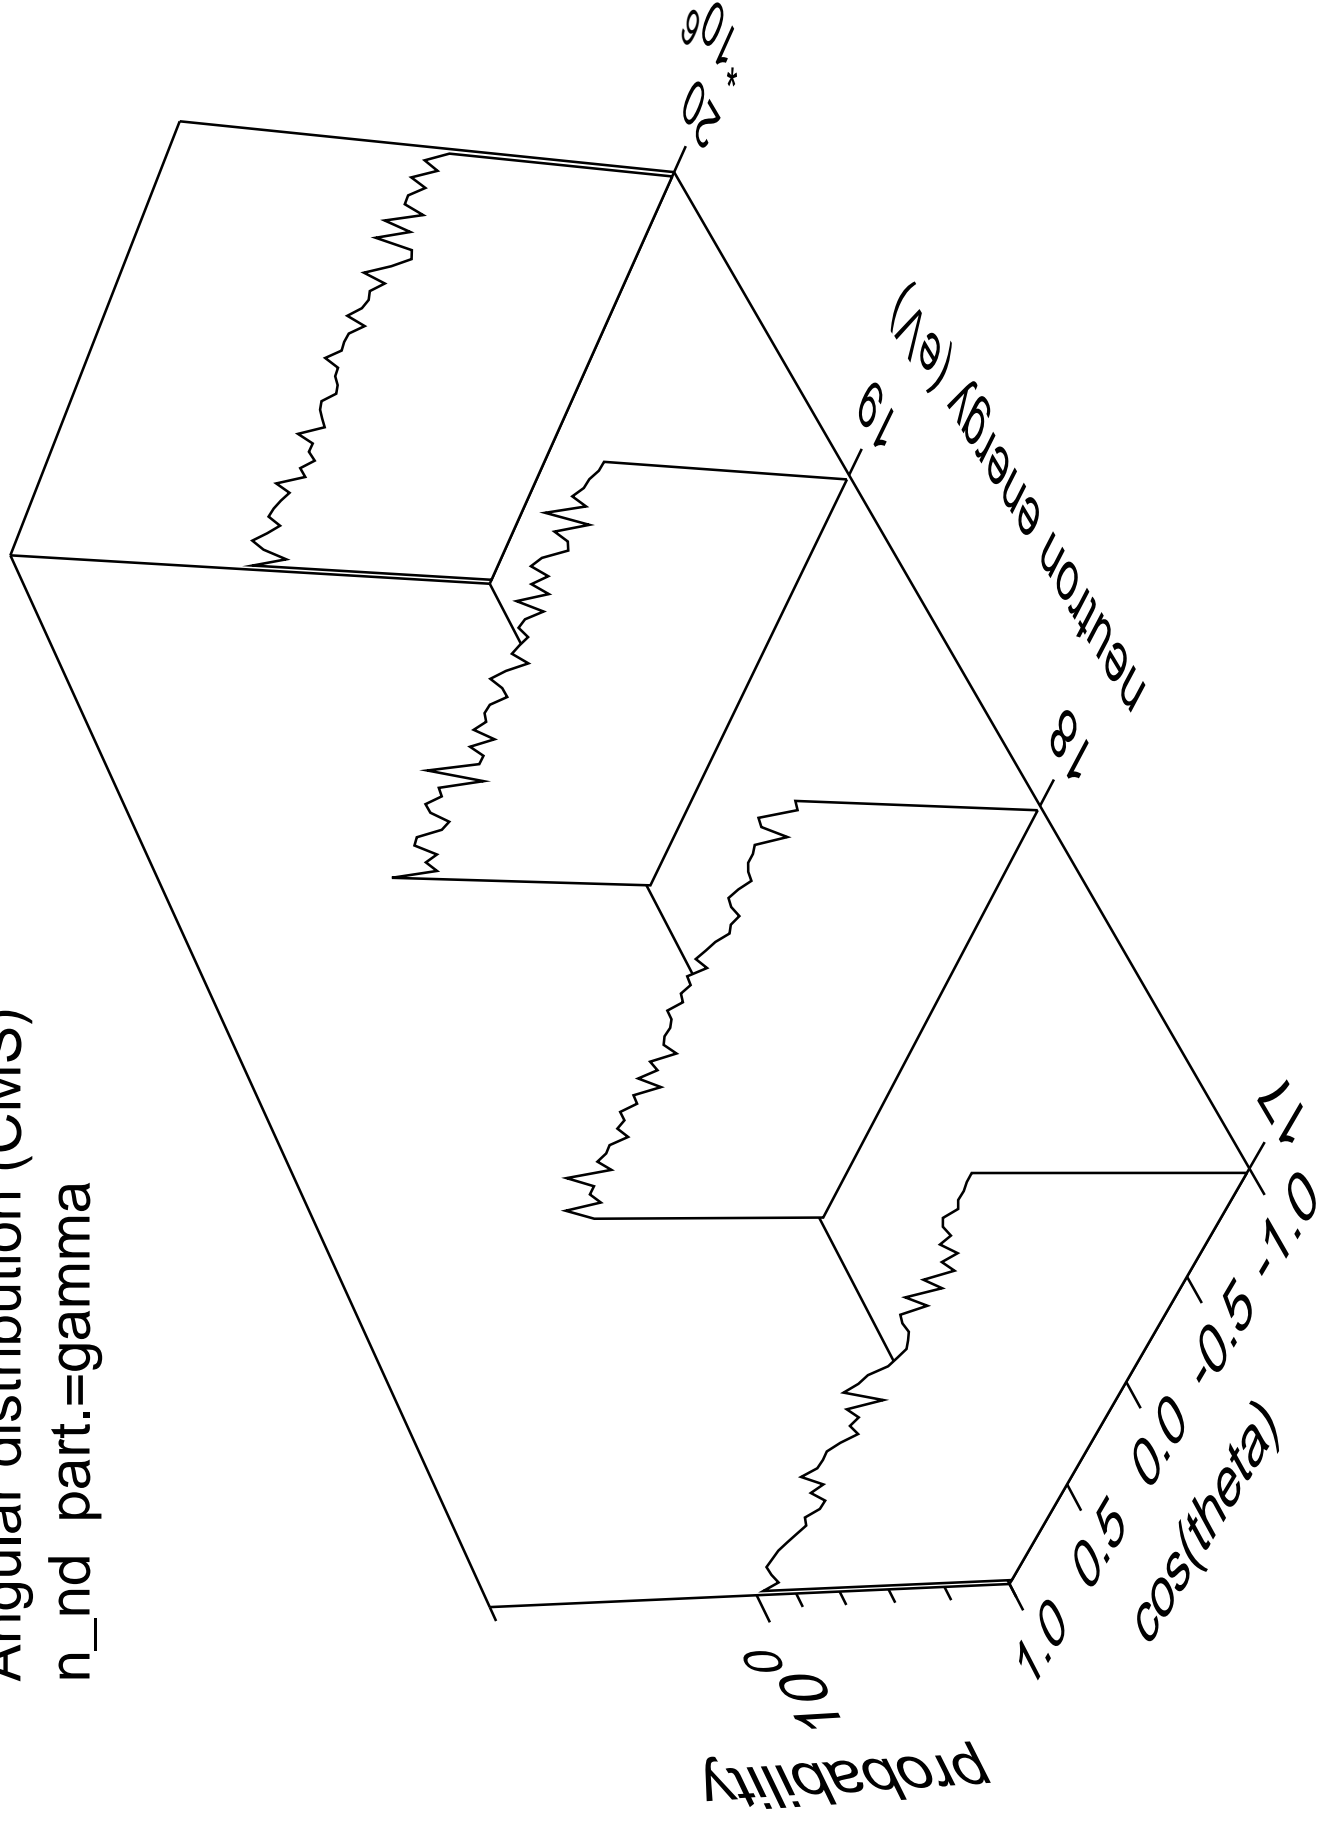 Angular distribution (CMS)
n_nd part.=gamma
probability
10^0
cos(theta)
1.0 0.5 0.0 -0.5 -1.0
neutron energy (eV)
17 18 19 20
*10^6